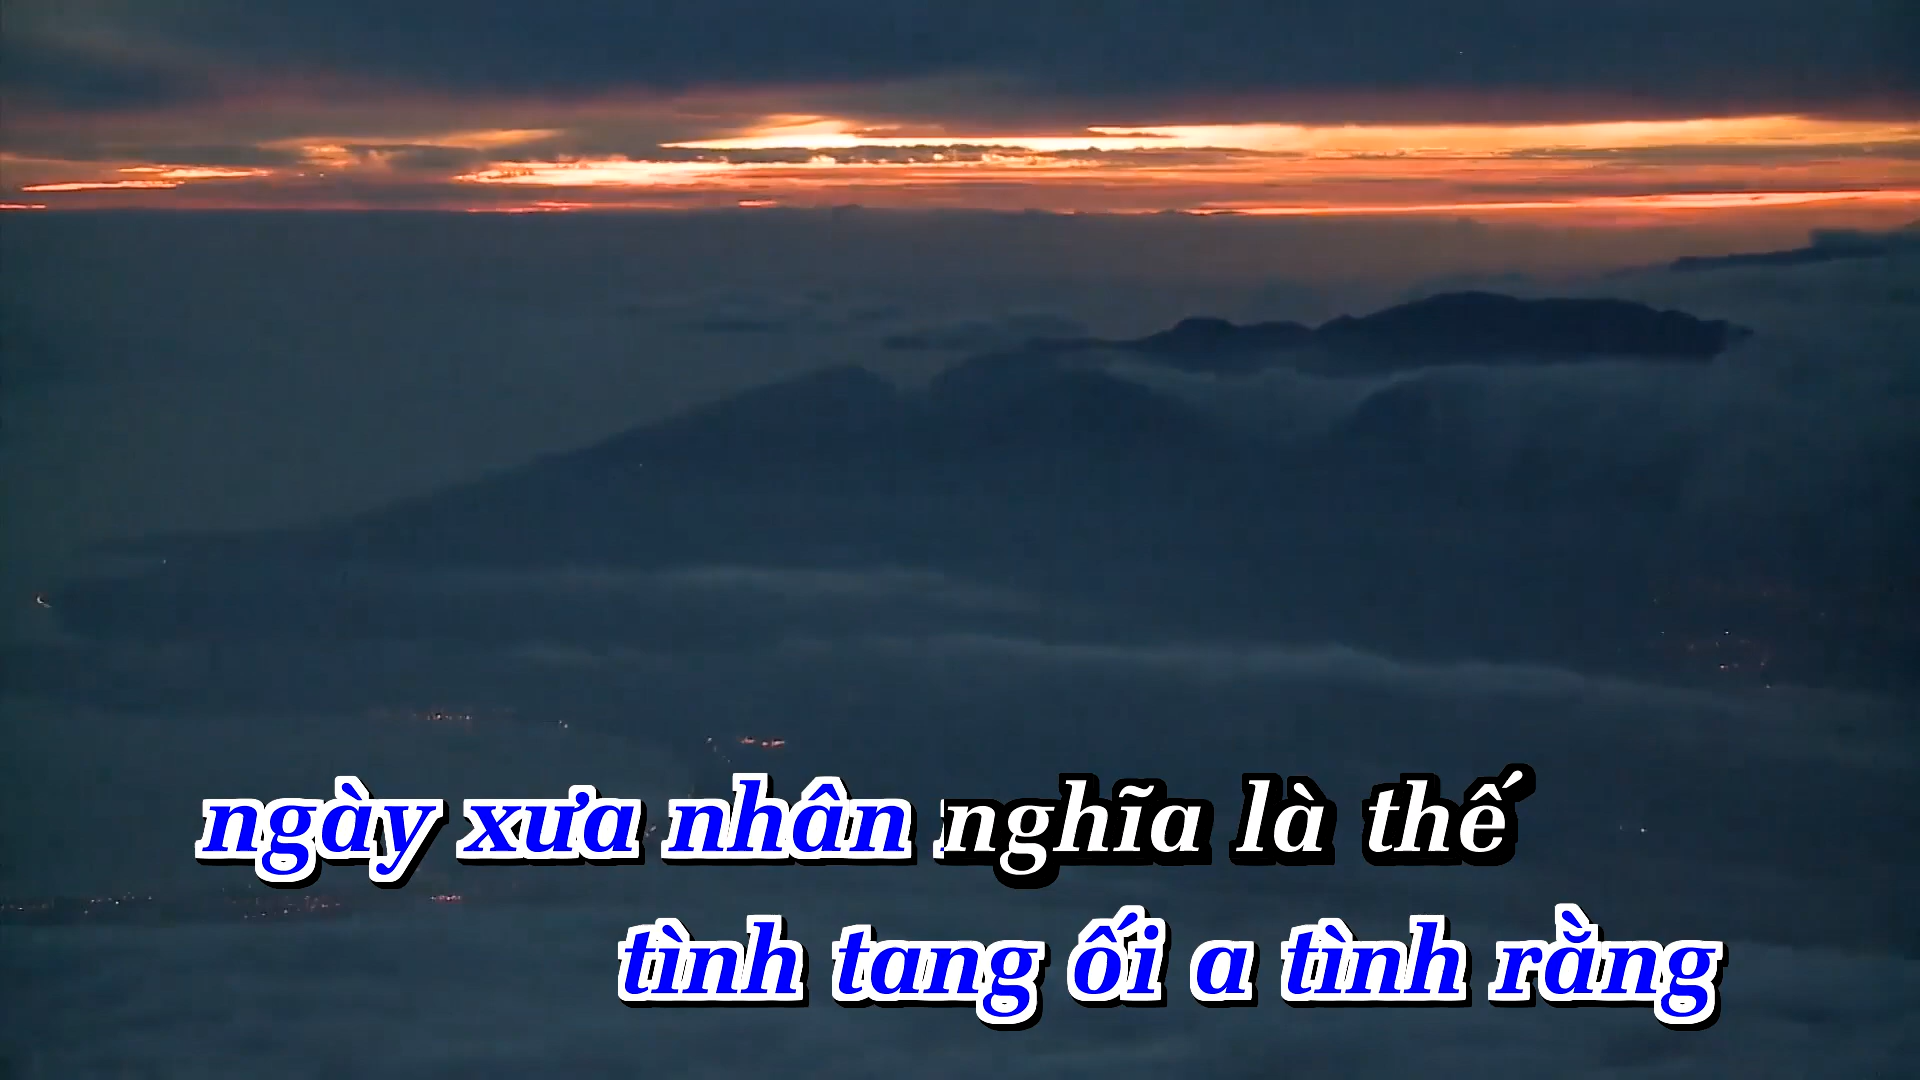 ngày xưa nhân nghĩa là thế
tình tang ối a tình rằng